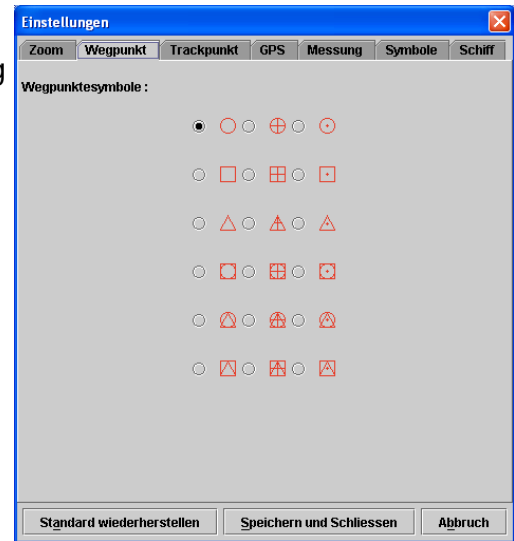 Einstellungen
Zoom Wegpunkt Trackpunkt GPS Messung Symbole Schiff
g
Wegpunktesymbole :
Standard wiederherstellen Speichern und Schliessen Abbruch